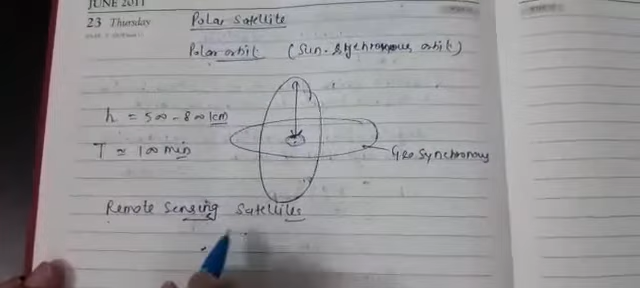 JUNE 2011
23 Thursday
Polar Satellite
Polar orbit (Sun-Sychronous orbit)
h = 500 - 800 km
T ≃ 100 min
Geo Synchronous
Remote Sensing Satellites